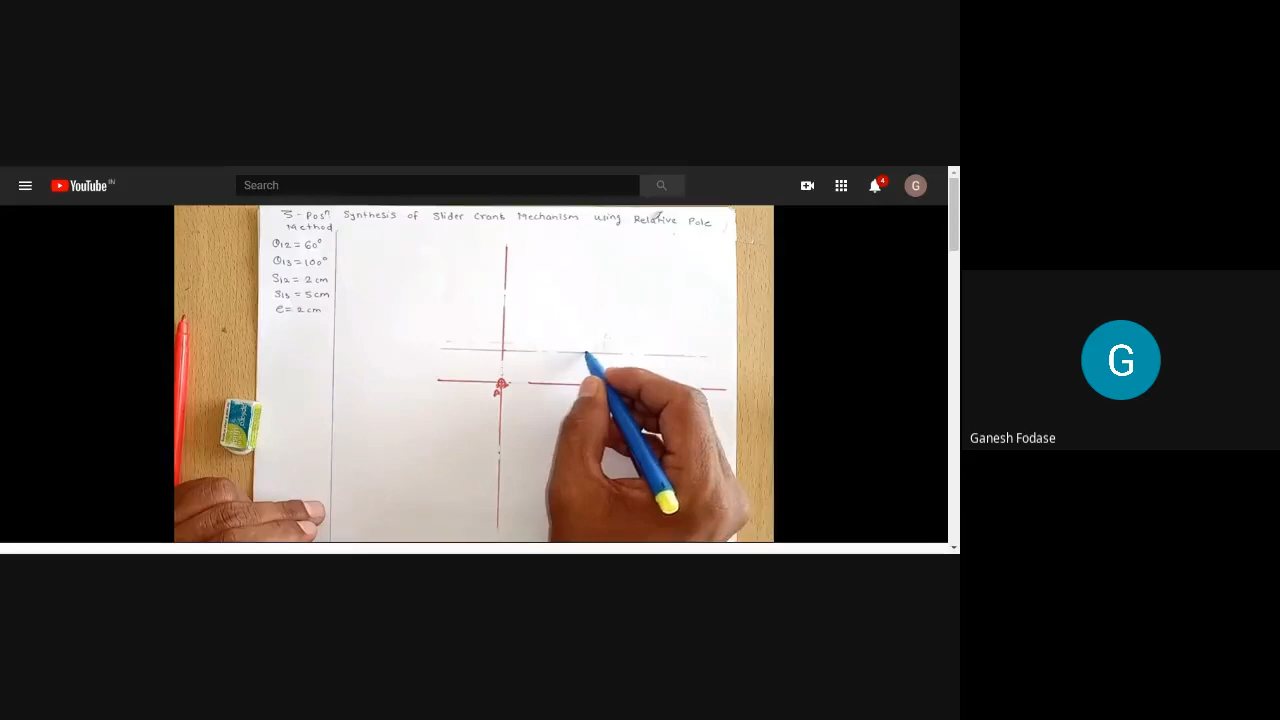 YouTube IN
Search
4
G
3-Posⁿ Synthesis of Slider Crank Mechanism using Relative Pole
Method
θ12 = 60°
θ13 = 100°
S12 = 2 cm
S13 = 5 cm
e = 2 cm
A
G
Ganesh Fodase